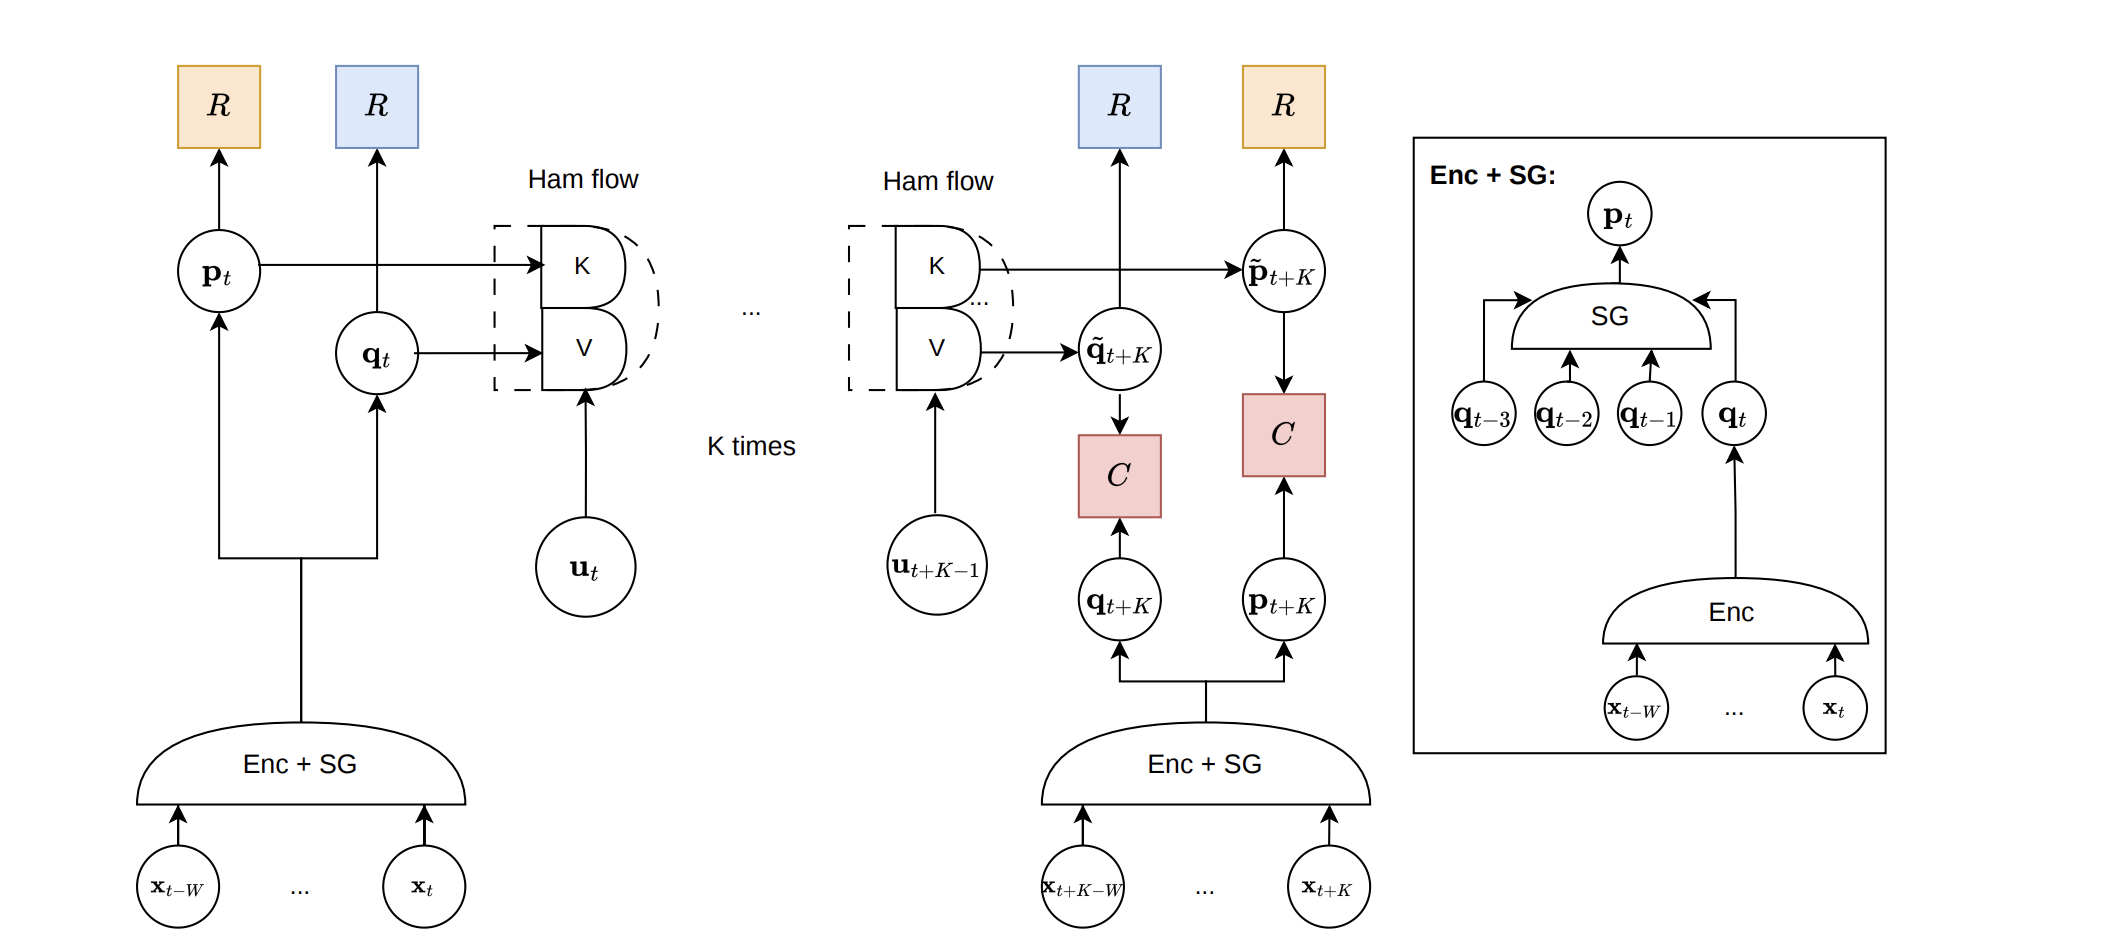 R
R
R
R
Ham flow
Ham flow
Enc + SG:
p_t
p_t
K
K
p̃_{t+K}
...
...
SG
q_t
V
V
q̃_{t+K}
q_{t−3}
q_{t−2}
q_{t−1}
q_t
K times
C
C
u_t
u_{t+K−1}
q_{t+K}
p_{t+K}
Enc
x_{t−W}
...
x_t
Enc + SG
Enc + SG
x_{t−W}
...
x_t
x_{t+K−W}
...
x_{t+K}